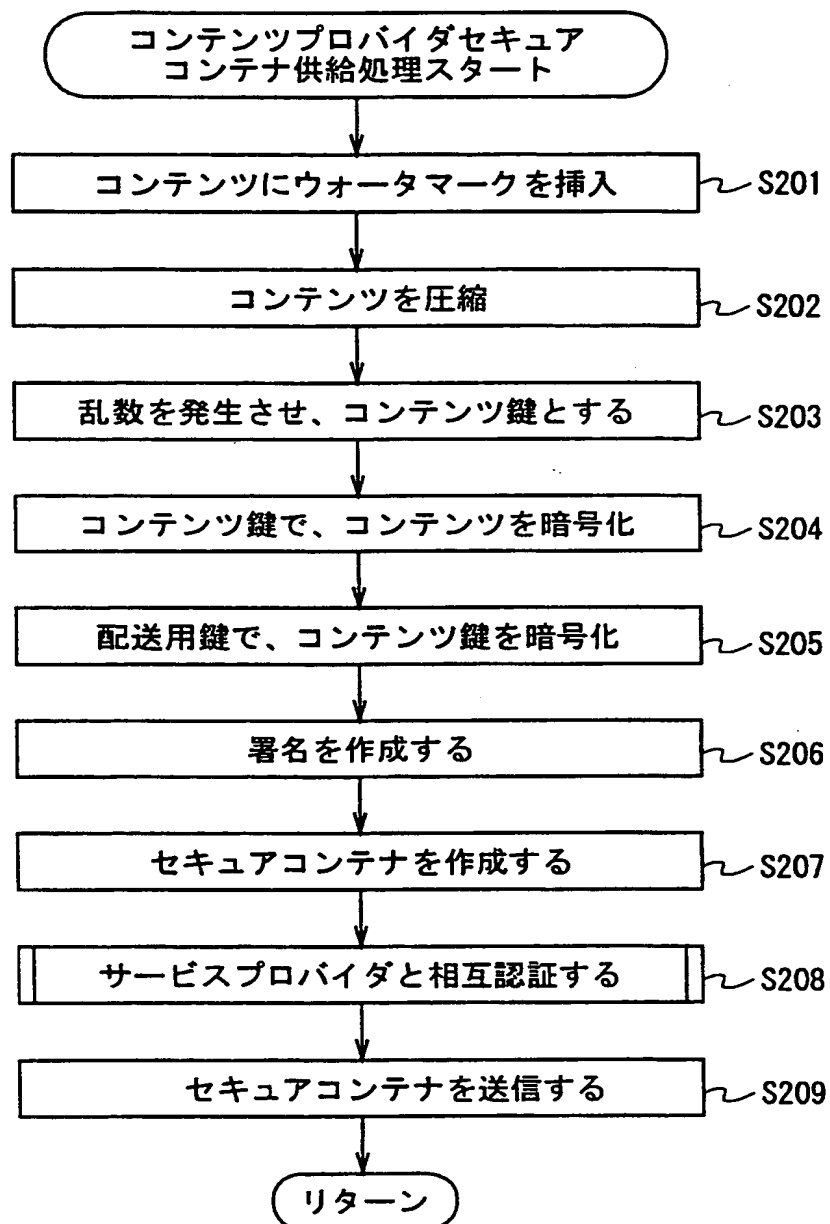 コンテンツプロバイダセキュア
コンテナ供給処理スタート
コンテンツにウォータマークを挿入
S201
コンテンツを圧縮
S202
乱数を発生させ、コンテンツ鍵とする
S203
コンテンツ鍵で、コンテンツを暗号化
S204
配送用鍵で、コンテンツ鍵を暗号化
S205
署名を作成する
S206
セキュアコンテナを作成する
S207
サービスプロバイダと相互認証する
S208
セキュアコンテナを送信する
S209
リターン